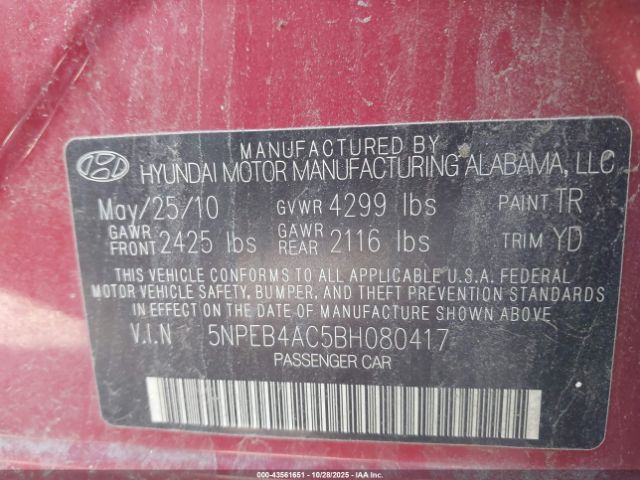 MANUFACTURED BY
HYUNDAI MOTOR MANUFACTURING ALABAMA, LLC
May/25/10 GVWR 4299 lbs PAINT TR
GAWR FRONT 2425 lbs GAWR REAR 2116 lbs TRIM YD
THIS VEHICLE CONFORMS TO ALL APPLICABLE U.S.A. FEDERAL
MOTOR VEHICLE SAFETY, BUMPER, AND THEFT PREVENTION STANDARDS
IN EFFECT ON THE DATE OF MANUFACTURE SHOWN ABOVE.
V.I.N 5NPEB4AC5BH080417
PASSENGER CAR
000-43561651 | 10/28/2025 | IAA Inc.